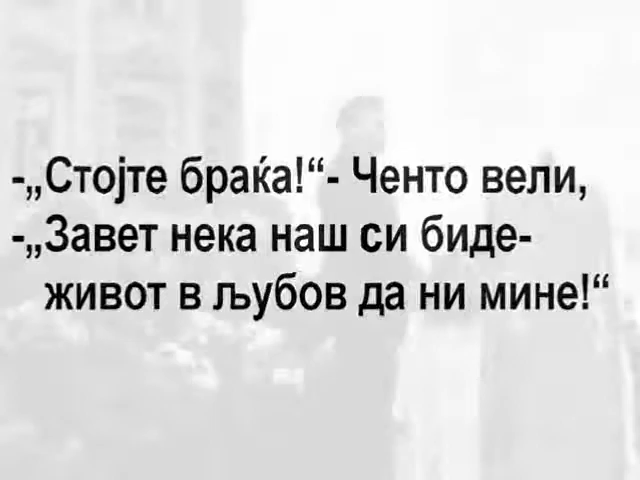 -„Стојте браќа!“- Ченто вели,
-„Завет нека наш си биде-
живот в љубов да ни мине!“